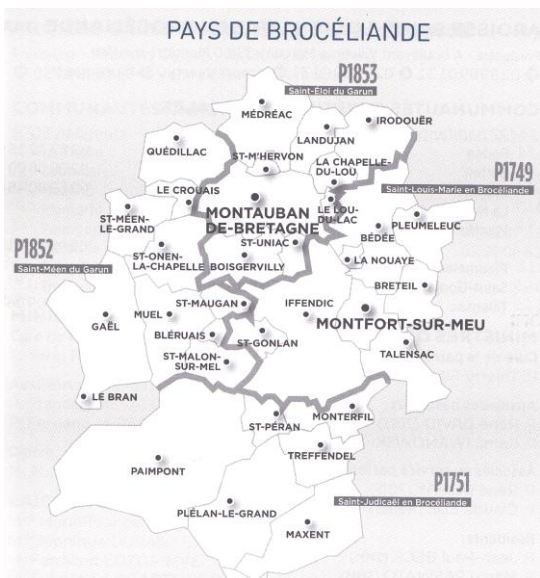 PAYS DE BROCÉLIANDE
P1853
Saint-Éloi du Garun
MÉDRÉAC
IRODOUËR
LANDUJAN
QUÉDILLAC
ST-M'HERVON
LA CHAPELLE-
DU-LOU
P1749
Saint-Louis-Marie en Brocéliande
LE CROUAIS
LE LOU-
DU-LAC
ST-MÉEN-
LE-GRAND
MONTAUBAN
DE-BRETAGNE
PLEUMELEUC
BÉDÉE
ST-UNIAC
P1852
Saint-Méen du Garun
ST-ONEN-
LA-CHAPELLE
BOISGERVILLY
LA NOUAYE
BRETEIL
ST-MAUGAN
IFFENDIC
GAËL
MUEL
MONTFORT-SUR-MEU
BLÉRUAIS
ST-GONLAN
TALENSAC
ST-MALON-
SUR-MEL
LE BRAN
ST-PÉRAN
MONTERFIL
TREFFENDEL
PAIMPONT
P1751
Saint-Judicaël en Brocéliande
PLÉLAN-LE-GRAND
MAXENT